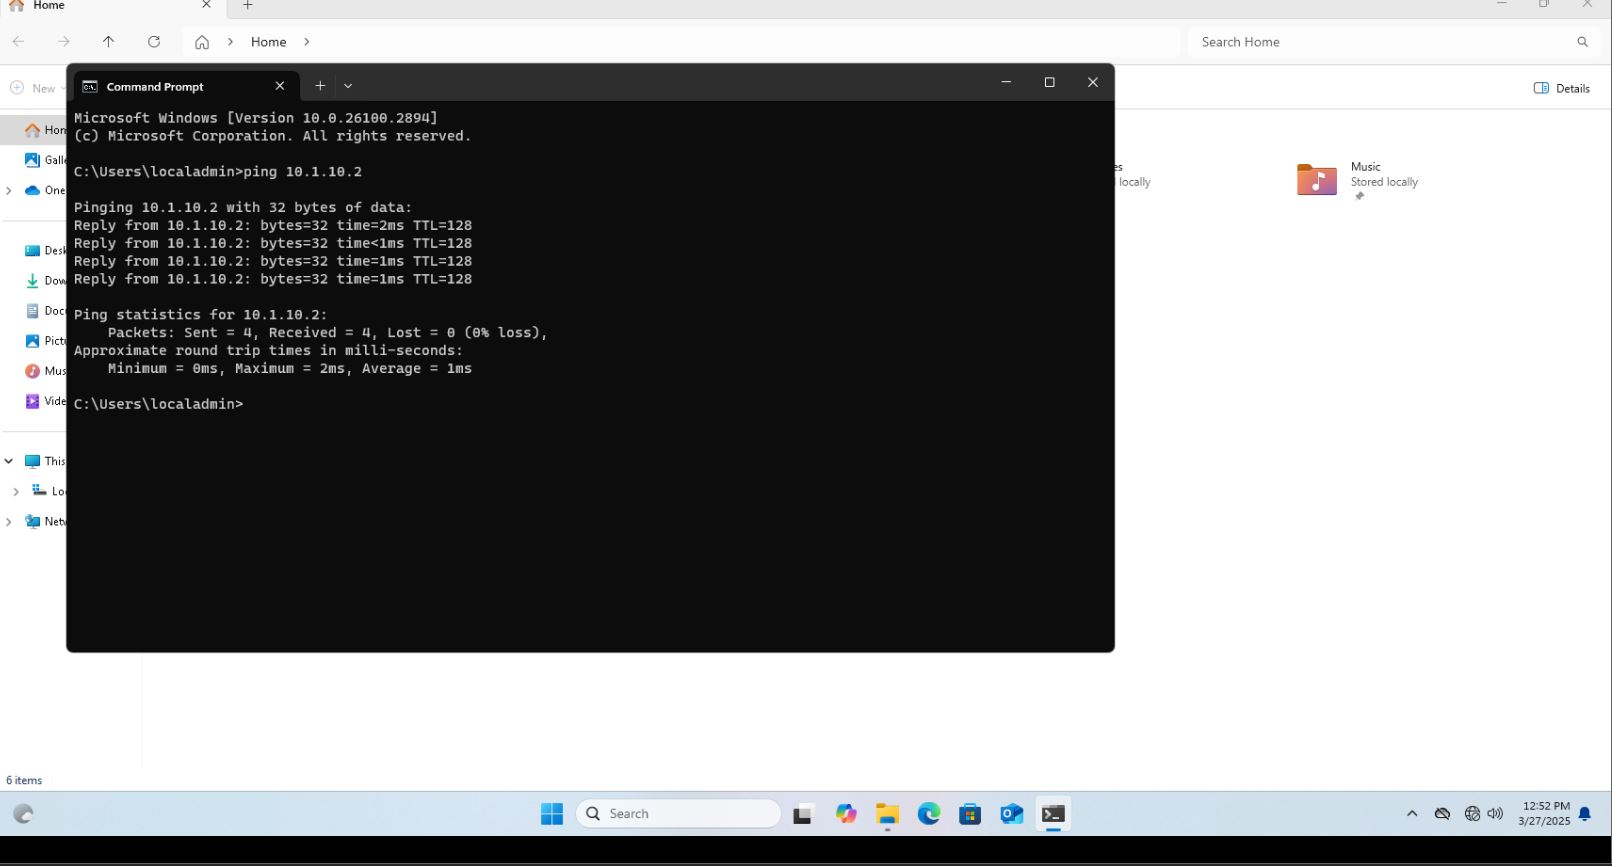 Home
Home
Search Home
New
Details
Command Prompt
Microsoft Windows [Version 10.0.26100.2894]
(c) Microsoft Corporation. All rights reserved.
C:\Users\localadmin>ping 10.1.10.2
Pinging 10.1.10.2 with 32 bytes of data:
Reply from 10.1.10.2: bytes=32 time=2ms TTL=128
Reply from 10.1.10.2: bytes=32 time<1ms TTL=128
Reply from 10.1.10.2: bytes=32 time=1ms TTL=128
Reply from 10.1.10.2: bytes=32 time=1ms TTL=128
Ping statistics for 10.1.10.2:
Packets: Sent = 4, Received = 4, Lost = 0 (0% loss),
Approximate round trip times in milli-seconds:
Minimum = 0ms, Maximum = 2ms, Average = 1ms
C:\Users\localadmin>
Hon
Galle
One
Desk
Dow
Docu
Pictu
Mus
Vide
This
Loc
Netw
es
locally
Music
Stored locally
6 items
Search
12:52 PM
3/27/2025